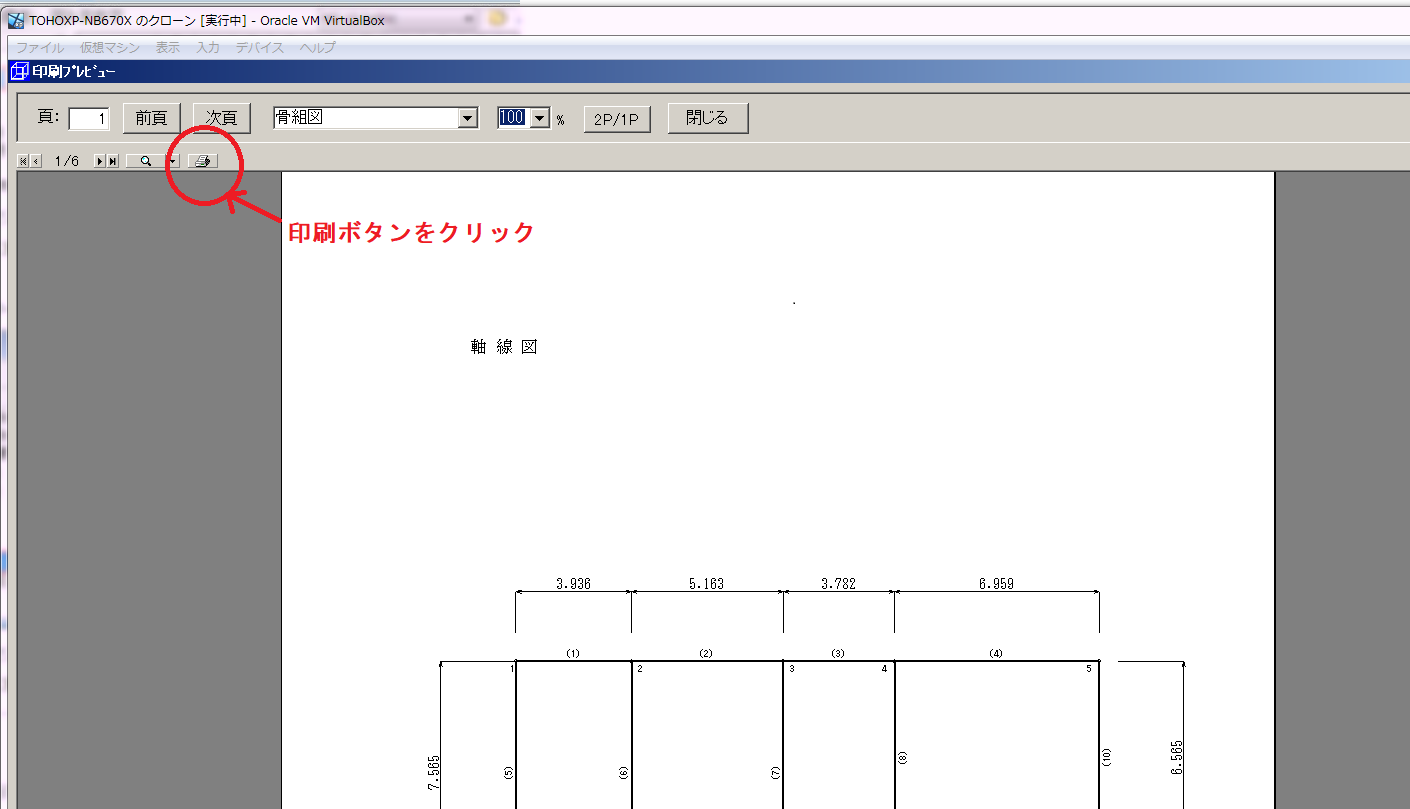 TOHOXP-NB670X のクローン [実行中] - Oracle VM VirtualBox
ファイル 仮想マシン 表示 入力 デバイス ヘルプ
印刷ﾌﾟﾚﾋﾞｭｰ
頁: 1 前頁 次頁 骨組図 100 % 2P/1P 閉じる
1/6
印刷ボタンをクリック
軸 線 図
3.936 5.163 3.782 6.959
(1) (2) (3) (4)
1 2 3 4 5
7.565 (5) (6) (7) (8) (10) 6.565